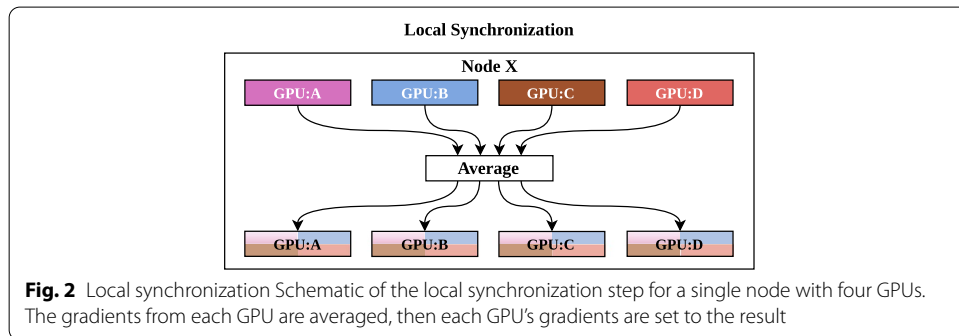 Local Synchronization
Node X
GPU:A GPU:B GPU:C GPU:D
Average
GPU:A GPU:B GPU:C GPU:D
Fig. 2 Local synchronization Schematic of the local synchronization step for a single node with four GPUs.
The gradients from each GPU are averaged, then each GPU's gradients are set to the result